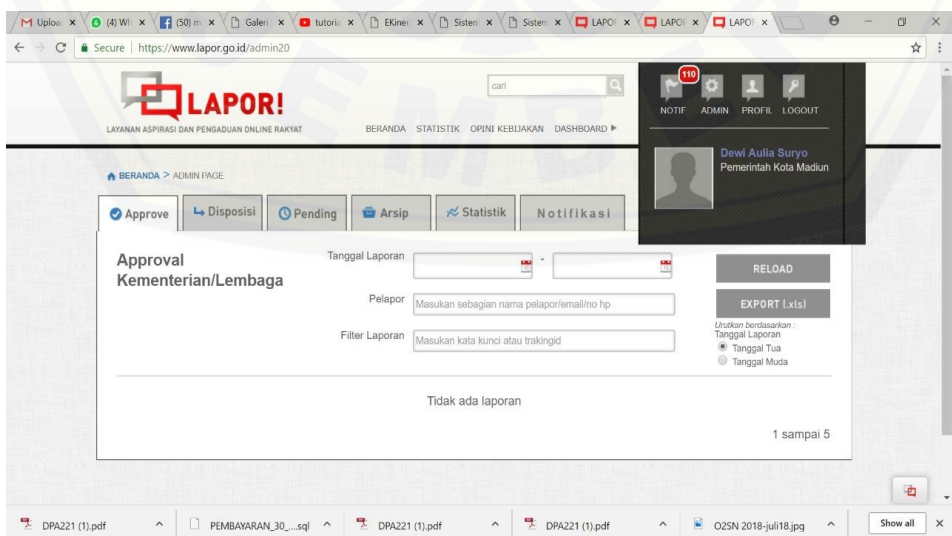 Uploa
(4) Wh
(50) m
Galeri
tutoria
EKiner
Sistem
Sistem
LAPOR
LAPOR
LAPOR
Secure
https://www.lapor.go.id/admin20
LAPOR!
LAYANAN ASPIRASI DAN PENGADUAN ONLINE RAKYAT
cari
BERANDA STATISTIK OPINI KEBIJAKAN DASHBOARD
110
NOTIF ADMIN PROFIL LOGOUT
Dewi Aulia Suryo
Pemerintah Kota Madiun
BERANDA > ADMIN PAGE
Approve
Disposisi
Pending
Arsip
Statistik
Notifikasi
Approval
Kementerian/Lembaga
Tanggal Laporan
-
Pelapor
Masukan sebagian nama pelapor/email/no hp
Filter Laporan
Masukan kata kunci atau trakingid
RELOAD
EXPORT (.xls)
Urutkan berdasarkan :
Tanggal Laporan
Tanggal Tua
Tanggal Muda
Tidak ada laporan
1 sampai 5
DPA221 (1).pdf
PEMBAYARAN_30_....sql
DPA221 (1).pdf
DPA221 (1).pdf
O2SN 2018-juli18.jpg
Show all